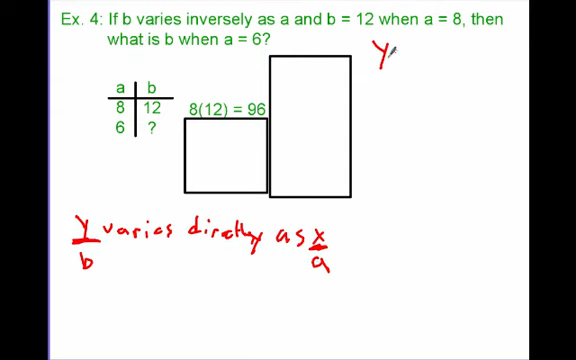 Ex. 4: If b varies inversely as a and b = 12 when a = 8, then
what is b when a = 6?
y
a b
8 12
6 ?
8(12) = 96
y varies directly as x
b a